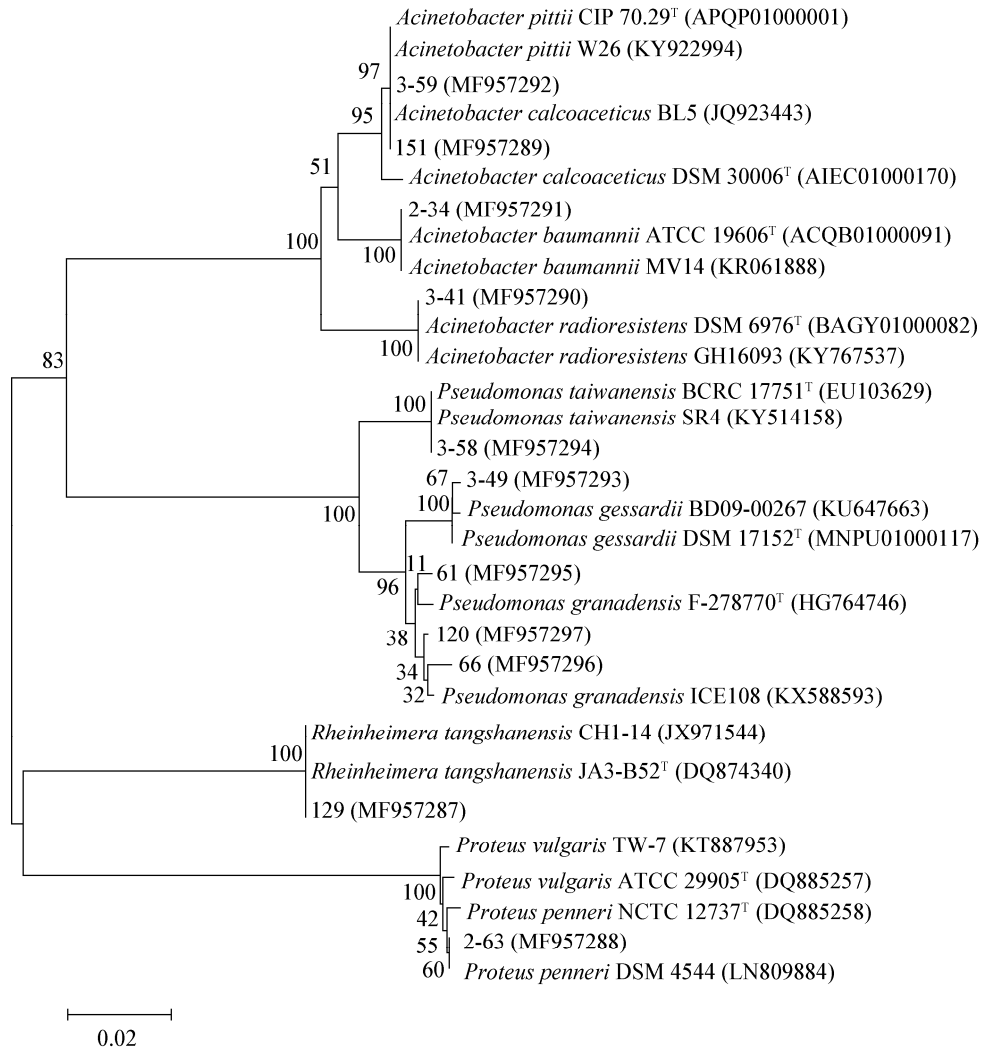 Acinetobacter pittii CIP 70.29ᵀ (APQP01000001)
Acinetobacter pittii W26 (KY922994)
97
3-59 (MF957292)
95
Acinetobacter calcoaceticus BL5 (JQ923443)
151 (MF957289)
51
Acinetobacter calcoaceticus DSM 30006ᵀ (AIEC01000170)
2-34 (MF957291)
100
Acinetobacter baumannii ATCC 19606ᵀ (ACQB01000091)
100
Acinetobacter baumannii MV14 (KR061888)
3-41 (MF957290)
Acinetobacter radioresistens DSM 6976ᵀ (BAGY01000082)
100
Acinetobacter radioresistens GH16093 (KY767537)
83
Pseudomonas taiwanensis BCRC 17751ᵀ (EU103629)
100
Pseudomonas taiwanensis SR4 (KY514158)
3-58 (MF957294)
67
3-49 (MF957293)
100
Pseudomonas gessardii BD09-00267 (KU647663)
100
Pseudomonas gessardii DSM 17152ᵀ (MNPU01000117)
11
61 (MF957295)
96
Pseudomonas granadensis F-278770ᵀ (HG764746)
38
120 (MF957297)
34
66 (MF957296)
32
Pseudomonas granadensis ICE108 (KX588593)
Rheinheimera tangshanensis CH1-14 (JX971544)
100
Rheinheimera tangshanensis JA3-B52ᵀ (DQ874340)
129 (MF957287)
Proteus vulgaris TW-7 (KT887953)
Proteus vulgaris ATCC 29905ᵀ (DQ885257)
100
Proteus penneri NCTC 12737ᵀ (DQ885258)
42
2-63 (MF957288)
55
Proteus penneri DSM 4544 (LN809884)
60
0.02